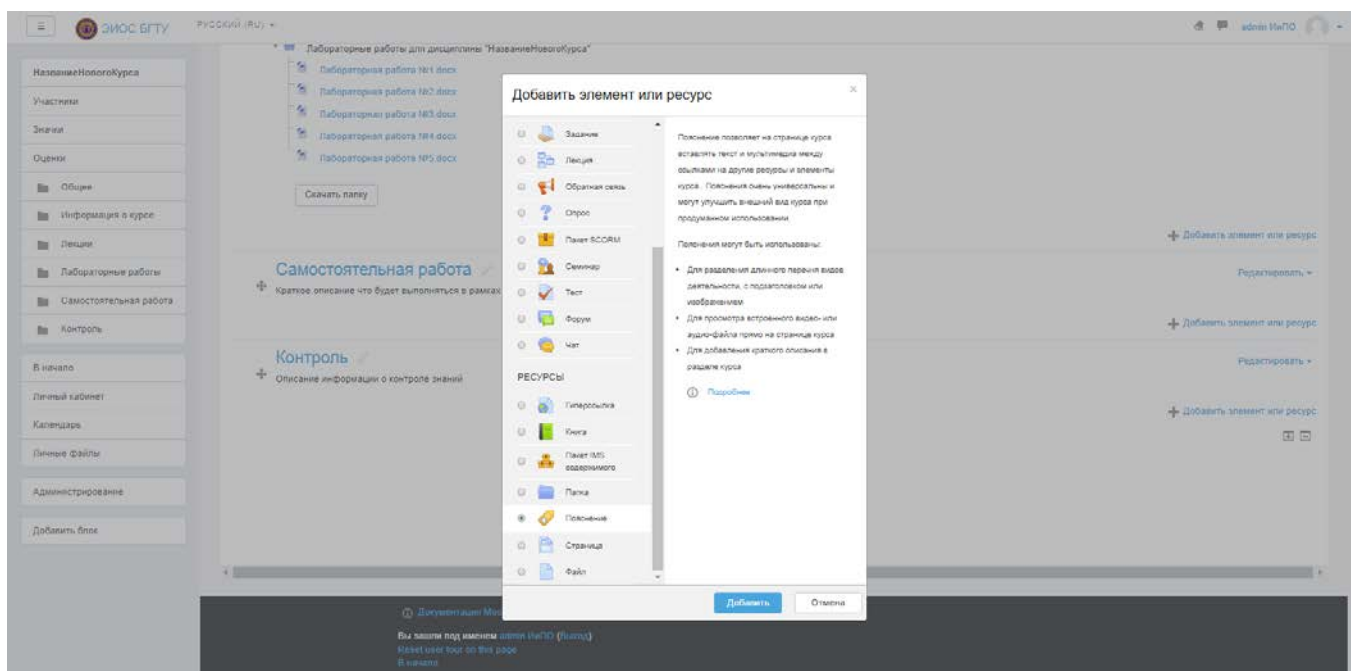 ЭИОС БГТУ
РУССКИЙ (RU)
admin ИиПО
НазваниеНовогоКурса
Участники
Значки
Оценки
Общее
Информация о курсе
Лекции
Лабораторные работы
Самостоятельная работа
Контроль
В начало
Личный кабинет
Календарь
Личные файлы
Администрирование
Добавить блок
Лабораторные работы для дисциплины "НазваниеНовогоКурса"
Лабораторная работа №1.docx
Лабораторная работа №2.docx
Лабораторная работа №3.docx
Лабораторная работа №4.docx
Лабораторная работа №5.docx
Скачать папку
Добавить элемент или ресурс
Самостоятельная работа
Редактировать
Краткое описание что будет выполняться в рамках
Добавить элемент или ресурс
Контроль
Редактировать
Описание информации о контроле знаний
Добавить элемент или ресурс
Добавить элемент или ресурс
Задание
Лекция
Обратная связь
Опрос
Пакет SCORM
Семинар
Тест
Форум
Чат
РЕСУРСЫ
Гиперссылка
Книга
Пакет IMS
содержимого
Папка
Пояснение
Страница
Файл
Пояснение позволяет на странице курса
вставлять текст и мультимедиа между
ссылками на другие ресурсы и элементы
курса. Пояснения очень универсальны и
могут улучшить внешний вид курса при
продуманном использовании.
Пояснения могут быть использованы:
Для разделения длинного перечня видов
деятельности, с подзаголовком или
изображением
Для просмотра встроенного видео- или
аудио-файла прямо на странице курса
Для добавления краткого описания в
разделе курса
Подробнее
Добавить
Отмена
Документация
Вы зашли под именем admin ИиПО (Выход)
Reset user tour on this page
В начало